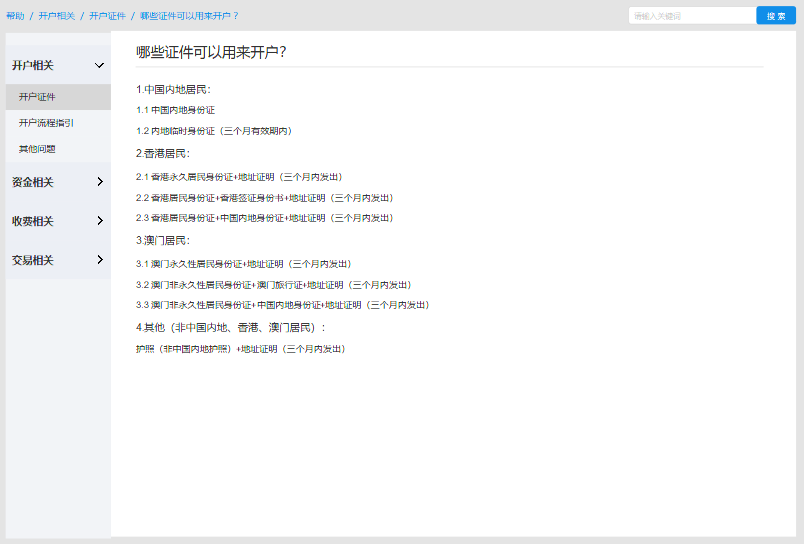 帮助 / 开户相关 / 开户证件 / 哪些证件可以用来开户？
请输入关键词
搜 索
开户相关
开户证件
开户流程指引
其他问题
资金相关
收费相关
交易相关
哪些证件可以用来开户？
1.中国内地居民：
1.1 中国内地身份证
1.2 内地临时身份证（三个月有效期内）
2.香港居民：
2.1 香港永久居民身份证+地址证明（三个月内发出）
2.2 香港居民身份证+香港签证身份书+地址证明（三个月内发出）
2.3 香港居民身份证+中国内地身份证+地址证明（三个月内发出）
3.澳门居民：
3.1 澳门永久性居民身份证+地址证明（三个月内发出）
3.2 澳门非永久性居民身份证+澳门旅行证+地址证明（三个月内发出）
3.3 澳门非永久性居民身份证+中国内地身份证+地址证明（三个月内发出）
4.其他（非中国内地、香港、澳门居民）：
护照（非中国内地护照）+地址证明（三个月内发出）